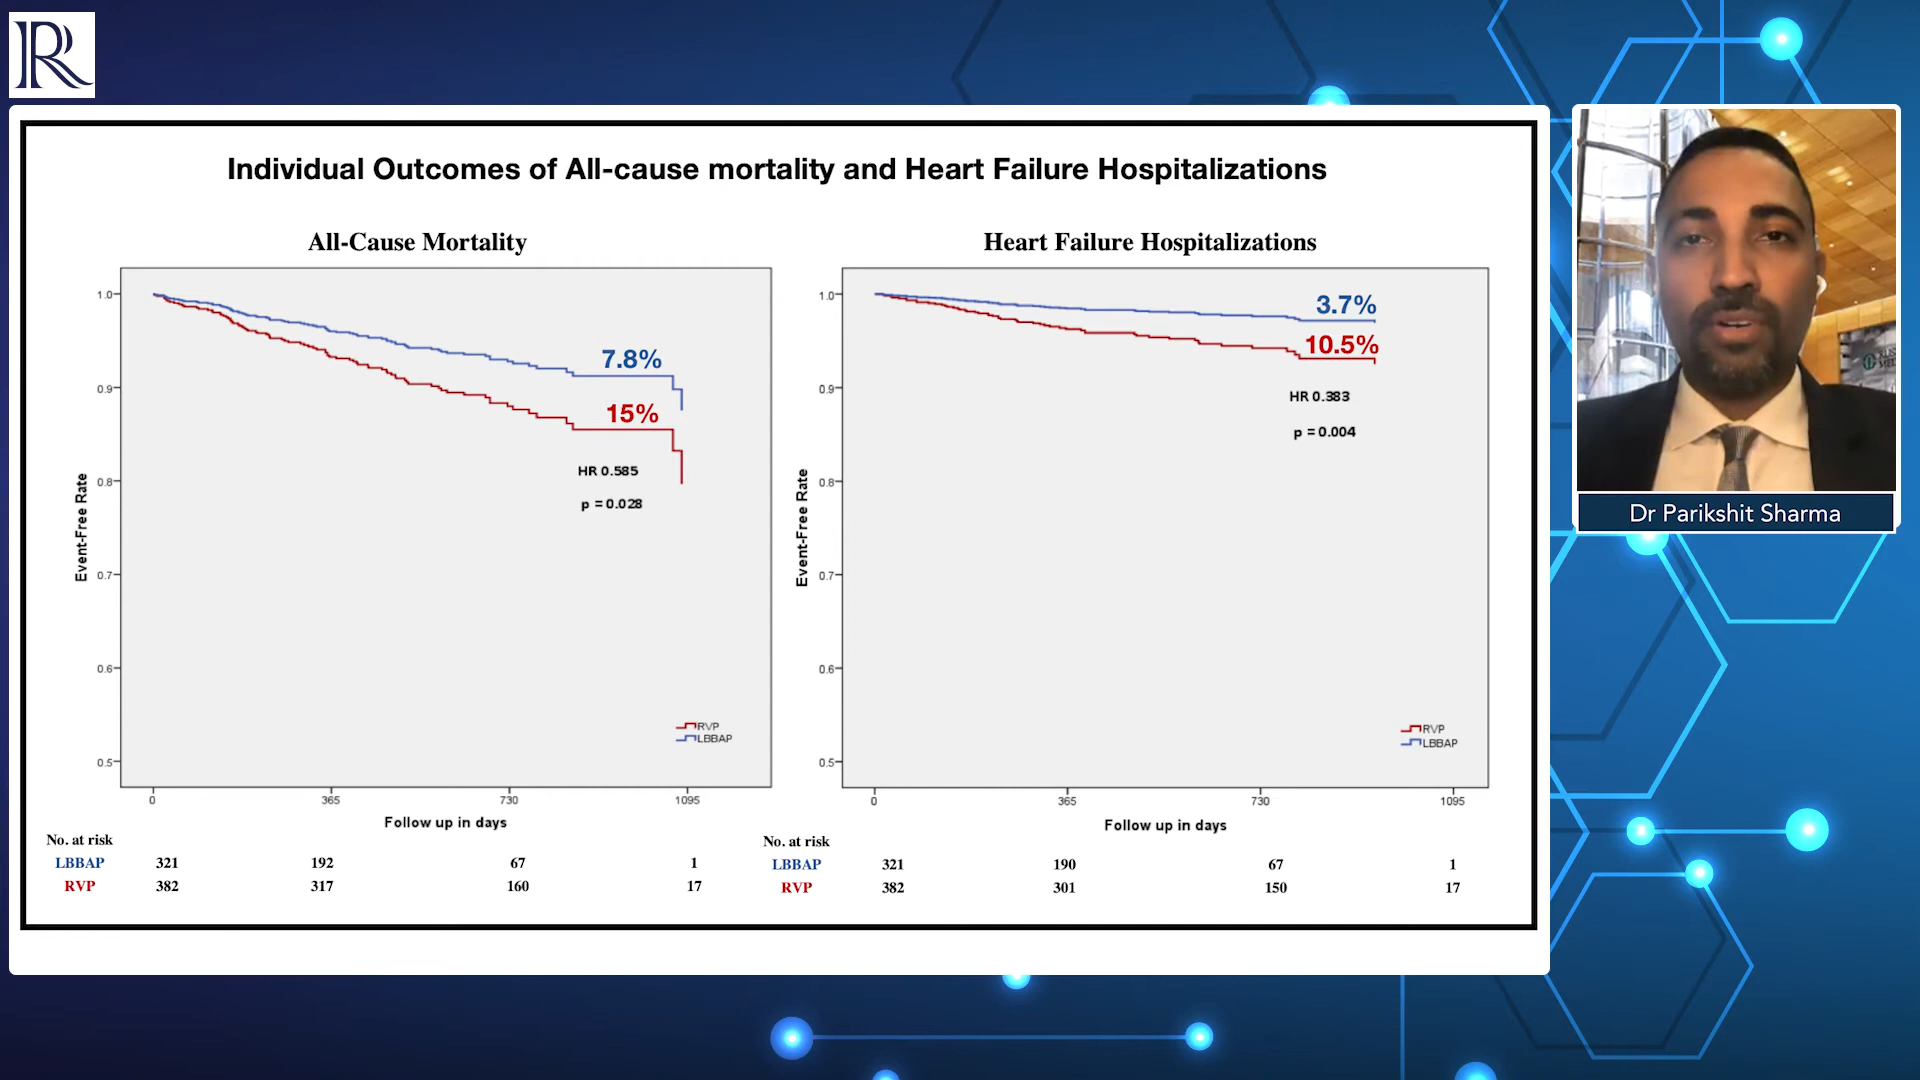 R
Individual Outcomes of All-cause mortality and Heart Failure Hospitalizations
All-Cause Mortality
1.0
0.9
0.8
0.7
0.6
0.5
Event-Free Rate
7.8%
15%
HR 0.585
p = 0.028
RVP
LBBAP
0 365 730 1095
Follow up in days
No. at risk
LBBAP 321 192 67 1
RVP 382 317 160 17
Heart Failure Hospitalizations
1.0
0.9
0.8
0.7
0.6
0.5
Event-Free Rate
3.7%
10.5%
HR 0.383
p = 0.004
RVP
LBBAP
0 365 730 1095
Follow up in days
No. at risk
LBBAP 321 190 67 1
RVP 382 301 150 17
Dr Parikshit Sharma